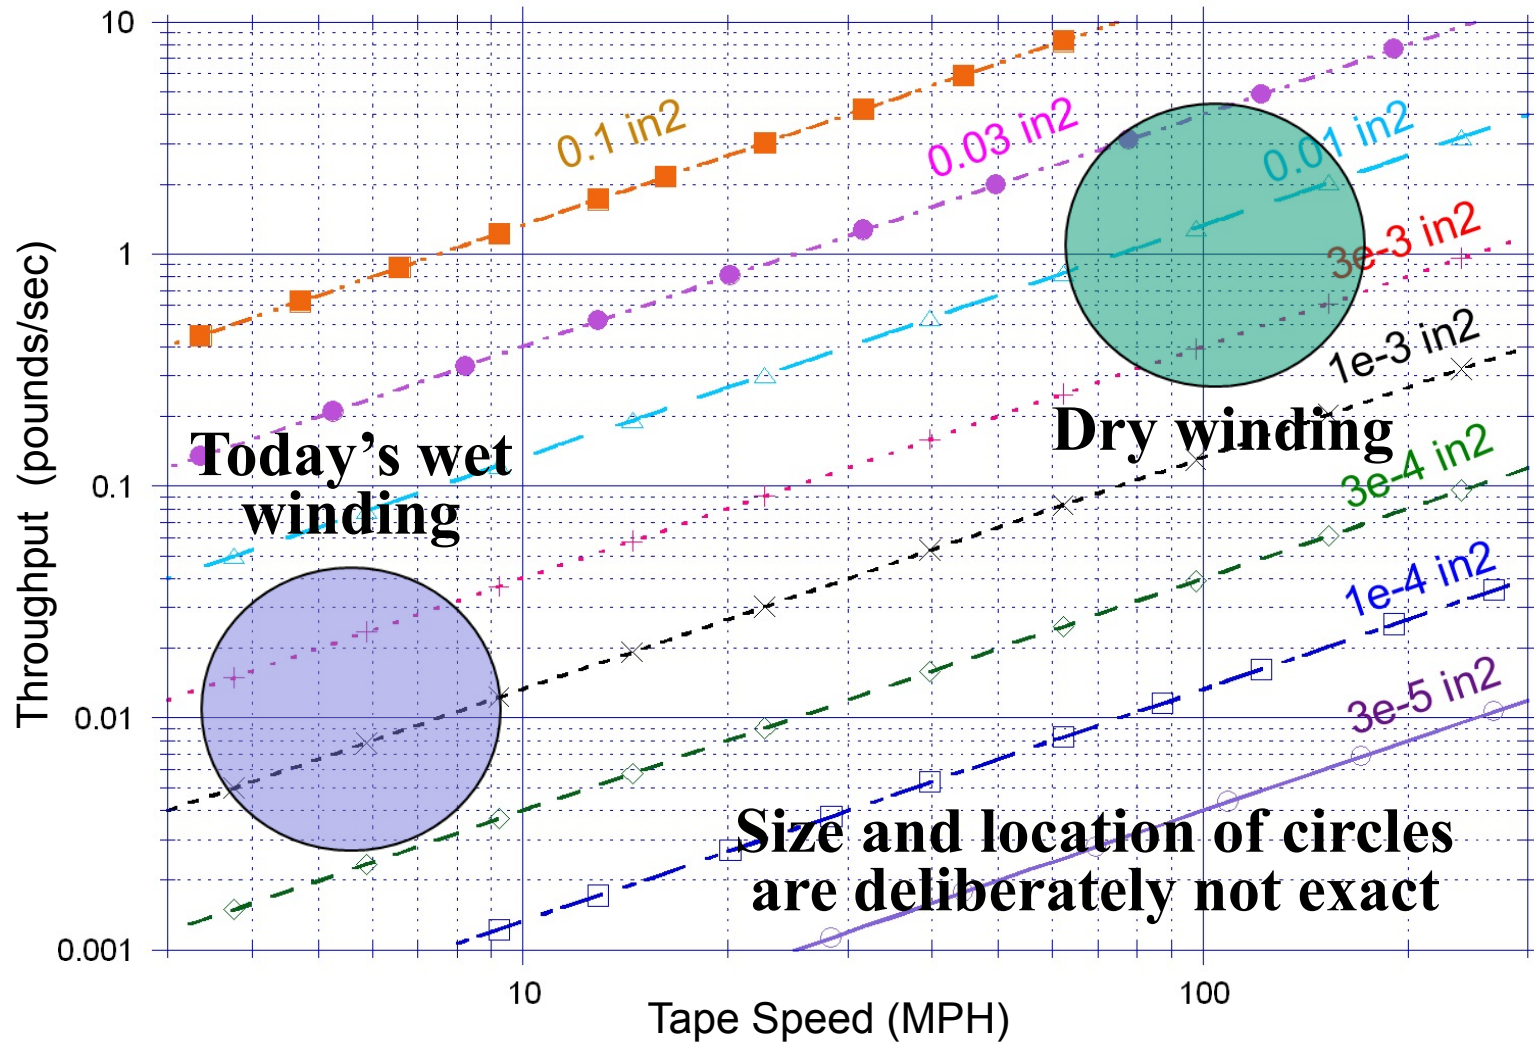 10
1
0.1
0.01
0.001
Throughput (pounds/sec)
0.1 in2
0.03 in2
0.01 in2
3e-3 in2
1e-3 in2
3e-4 in2
1e-4 in2
3e-5 in2
Today’s wet
winding
Dry winding
Size and location of circles
are deliberately not exact
10
100
Tape Speed (MPH)